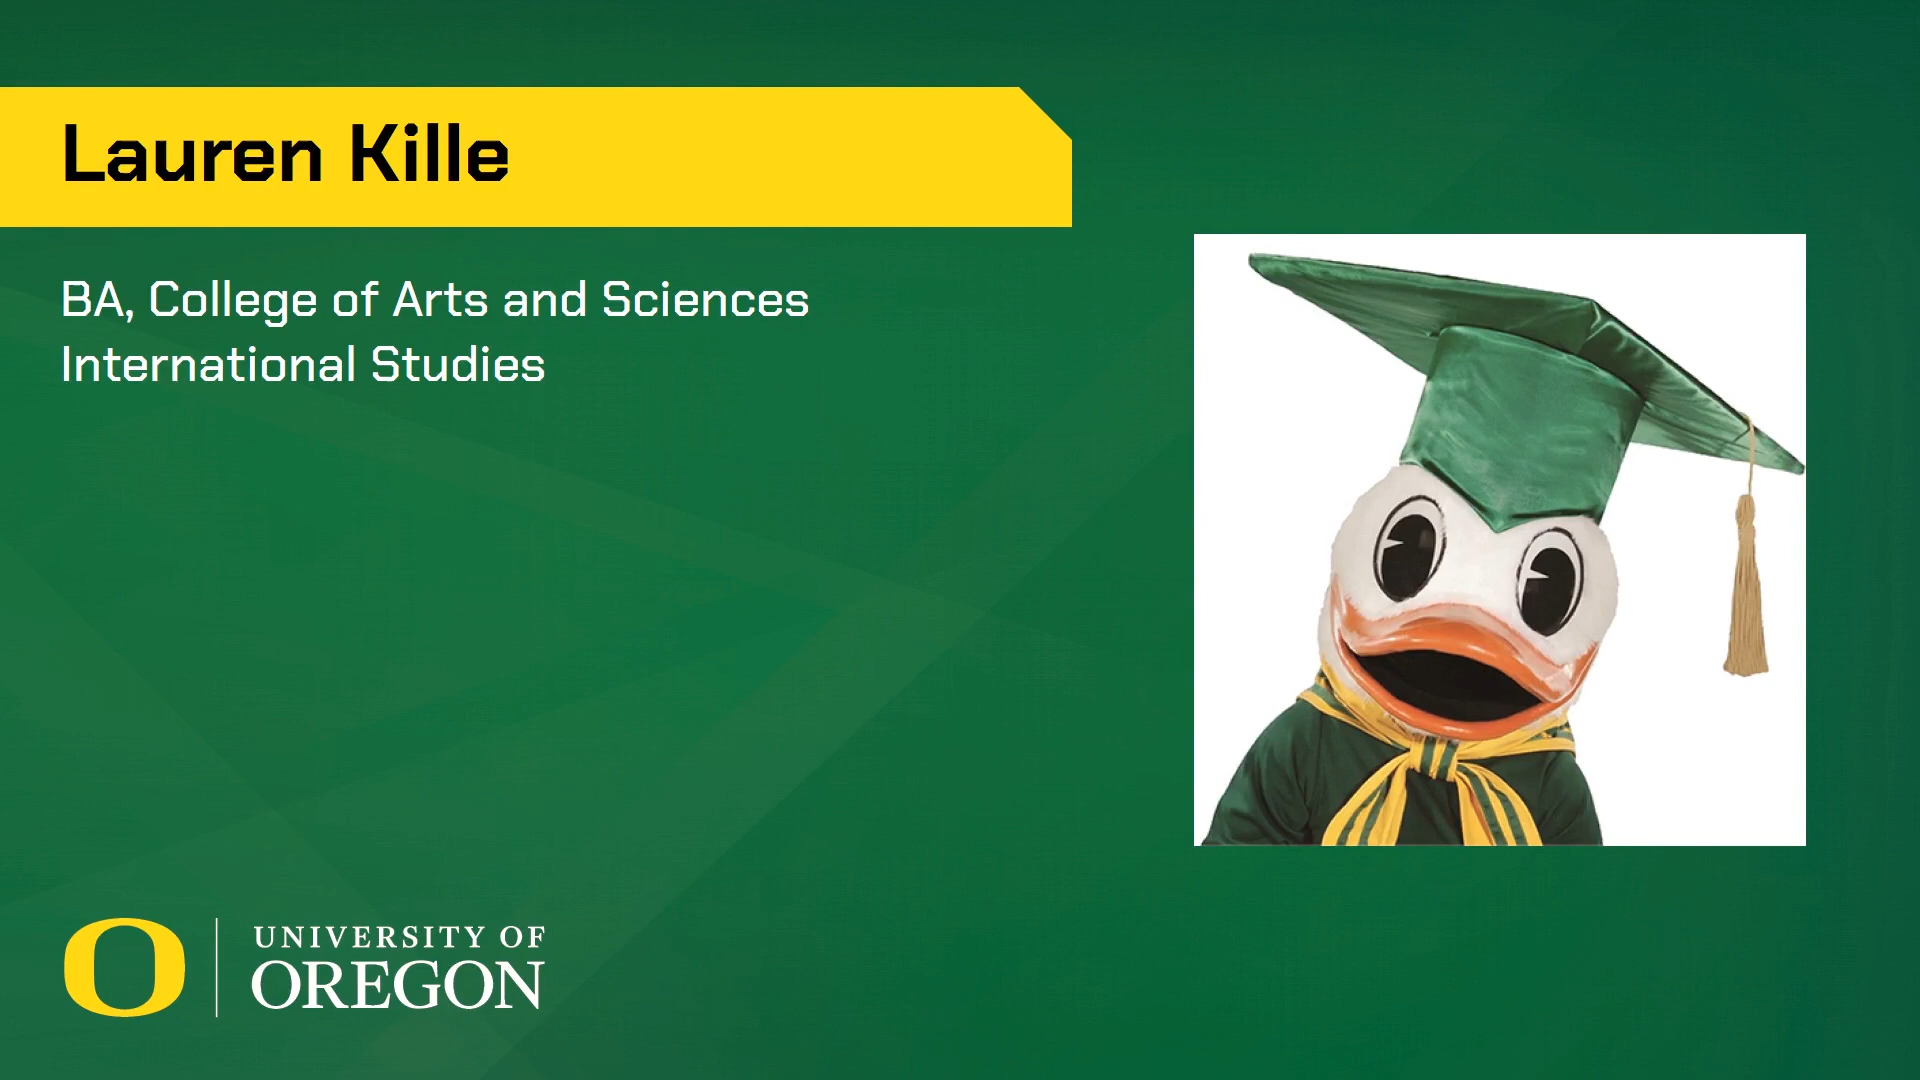 Lauren Kille
BA, College of Arts and Sciences
International Studies
O
UNIVERSITY OF
OREGON